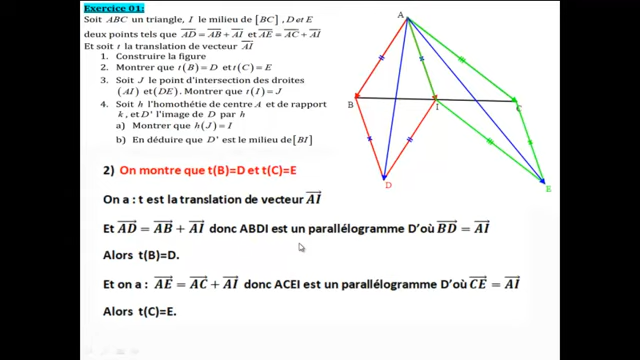 Exercice 01:
Soit ABC un triangle, I le milieu de [BC], D et E
deux points tels que AD = AB + AI et AE = AC + AI
Et soit t la translation de vecteur AI
1. Construire la figure
2. Montrer que t(B) = D et t(C) = E
3. Soit J le point d'intersection des droites
(AI) et (DE). Montrer que t(I) = J
4. Soit h l'homothétie de centre A et de rapport
k, et D' l'image de D par h
a) Montrer que h(J) = I
b) En déduire que D' est le milieu de [BI]
A
B
I
C
D
E
2) On montre que t(B)=D et t(C)=E
On a : t est la translation de vecteur AI
Et AD = AB + AI donc ABDI est un parallélogramme D'où BD = AI
Alors t(B)=D.
Et on a : AE = AC + AI donc ACEI est un parallélogramme D'où CE = AI
Alors t(C)=E.